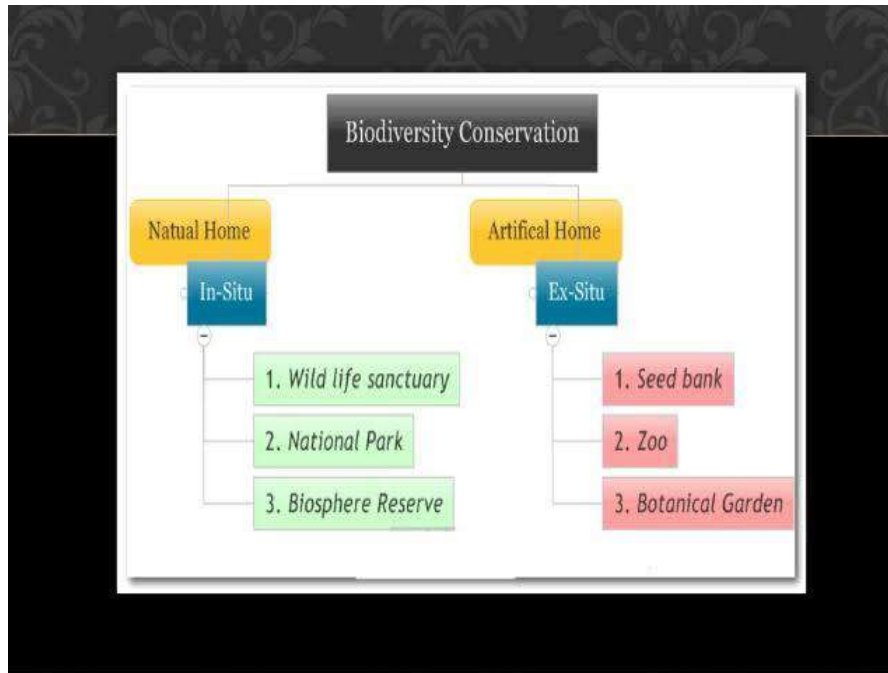 Biodiversity Conservation
Natual Home
Artifical Home
In-Situ
Ex-Situ
1. Wild life sanctuary
2. National Park
3. Biosphere Reserve
1. Seed bank
2. Zoo
3. Botanical Garden